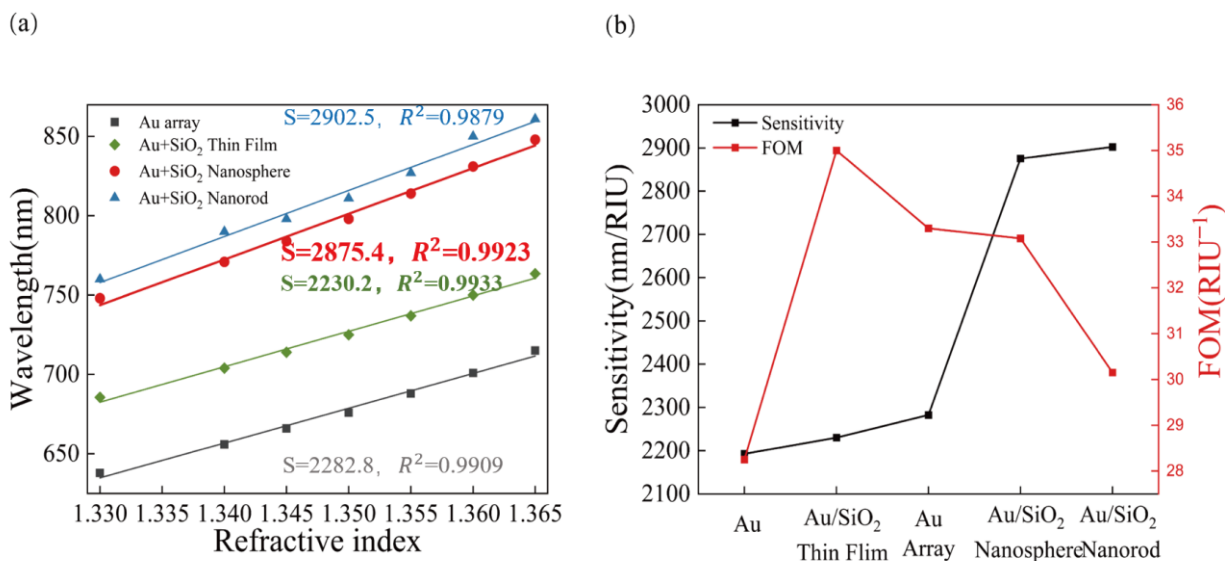 (a)
850
800
750
700
650
Wavelength(nm)
1.330 1.340 1.345 1.350 1.355 1.360 1.365
Refractive index
Au array
Au+SiO₂ Thin Film
Au+SiO₂ Nanosphere
Au+SiO₂ Nanorod
S=2902.5, R²=0.9879
S=2875.4, R²=0.9923
S=2230.2, R²=0.9933
S=2282.8, R²=0.9909
(b)
3000
2900
2800
2700
2600
2500
2400
2300
2200
2100
Sensitivity(nm/RIU)
Sensitivity
FOM
36
35
34
33
32
31
30
29
28
FOM(RIU⁻¹)
Au
Au/SiO₂
Thin Flim
Au
Array
Au/SiO₂
Nanosphere
Au/SiO₂
Nanorod